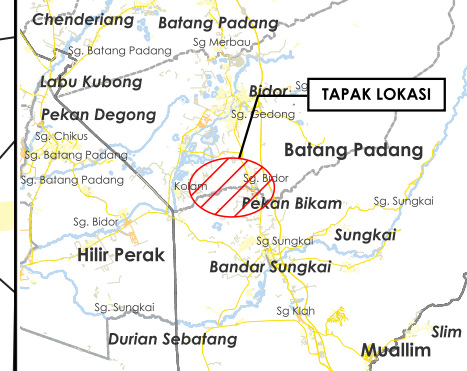 Chenderiang
Batang Padang
Sg. Batang Padang
Sg Merbau
Labu Kubong
Bidor
Sg
TAPAK LOKASI
Pekan Degong
Sg. Gedong
Sg. Chikus
Batang Padang
Sg. Batang Padang
Sg. Batang Padang
Kolam
Sg. Bidor
Pekan Bikam
Sg. Sungkai
Sg. Bidor
Sungkai
Sg Sungkai
Hilir Perak
Bandar Sungkai
Sg. Sungkai
Sg Klah
Durian Sebatang
Slim
Muallim